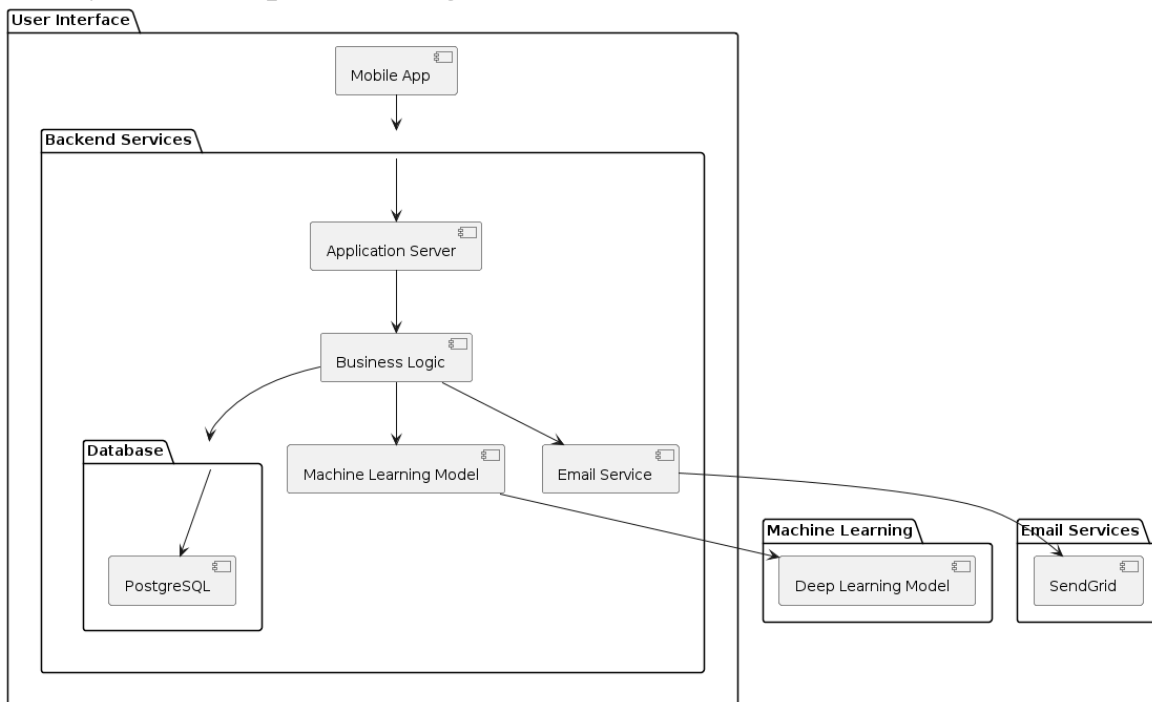 User Interface
Mobile App
Backend Services
Application Server
Business Logic
Database
Machine Learning Model
Email Service
Machine Learning
Email Services
PostgreSQL
Deep Learning Model
SendGrid